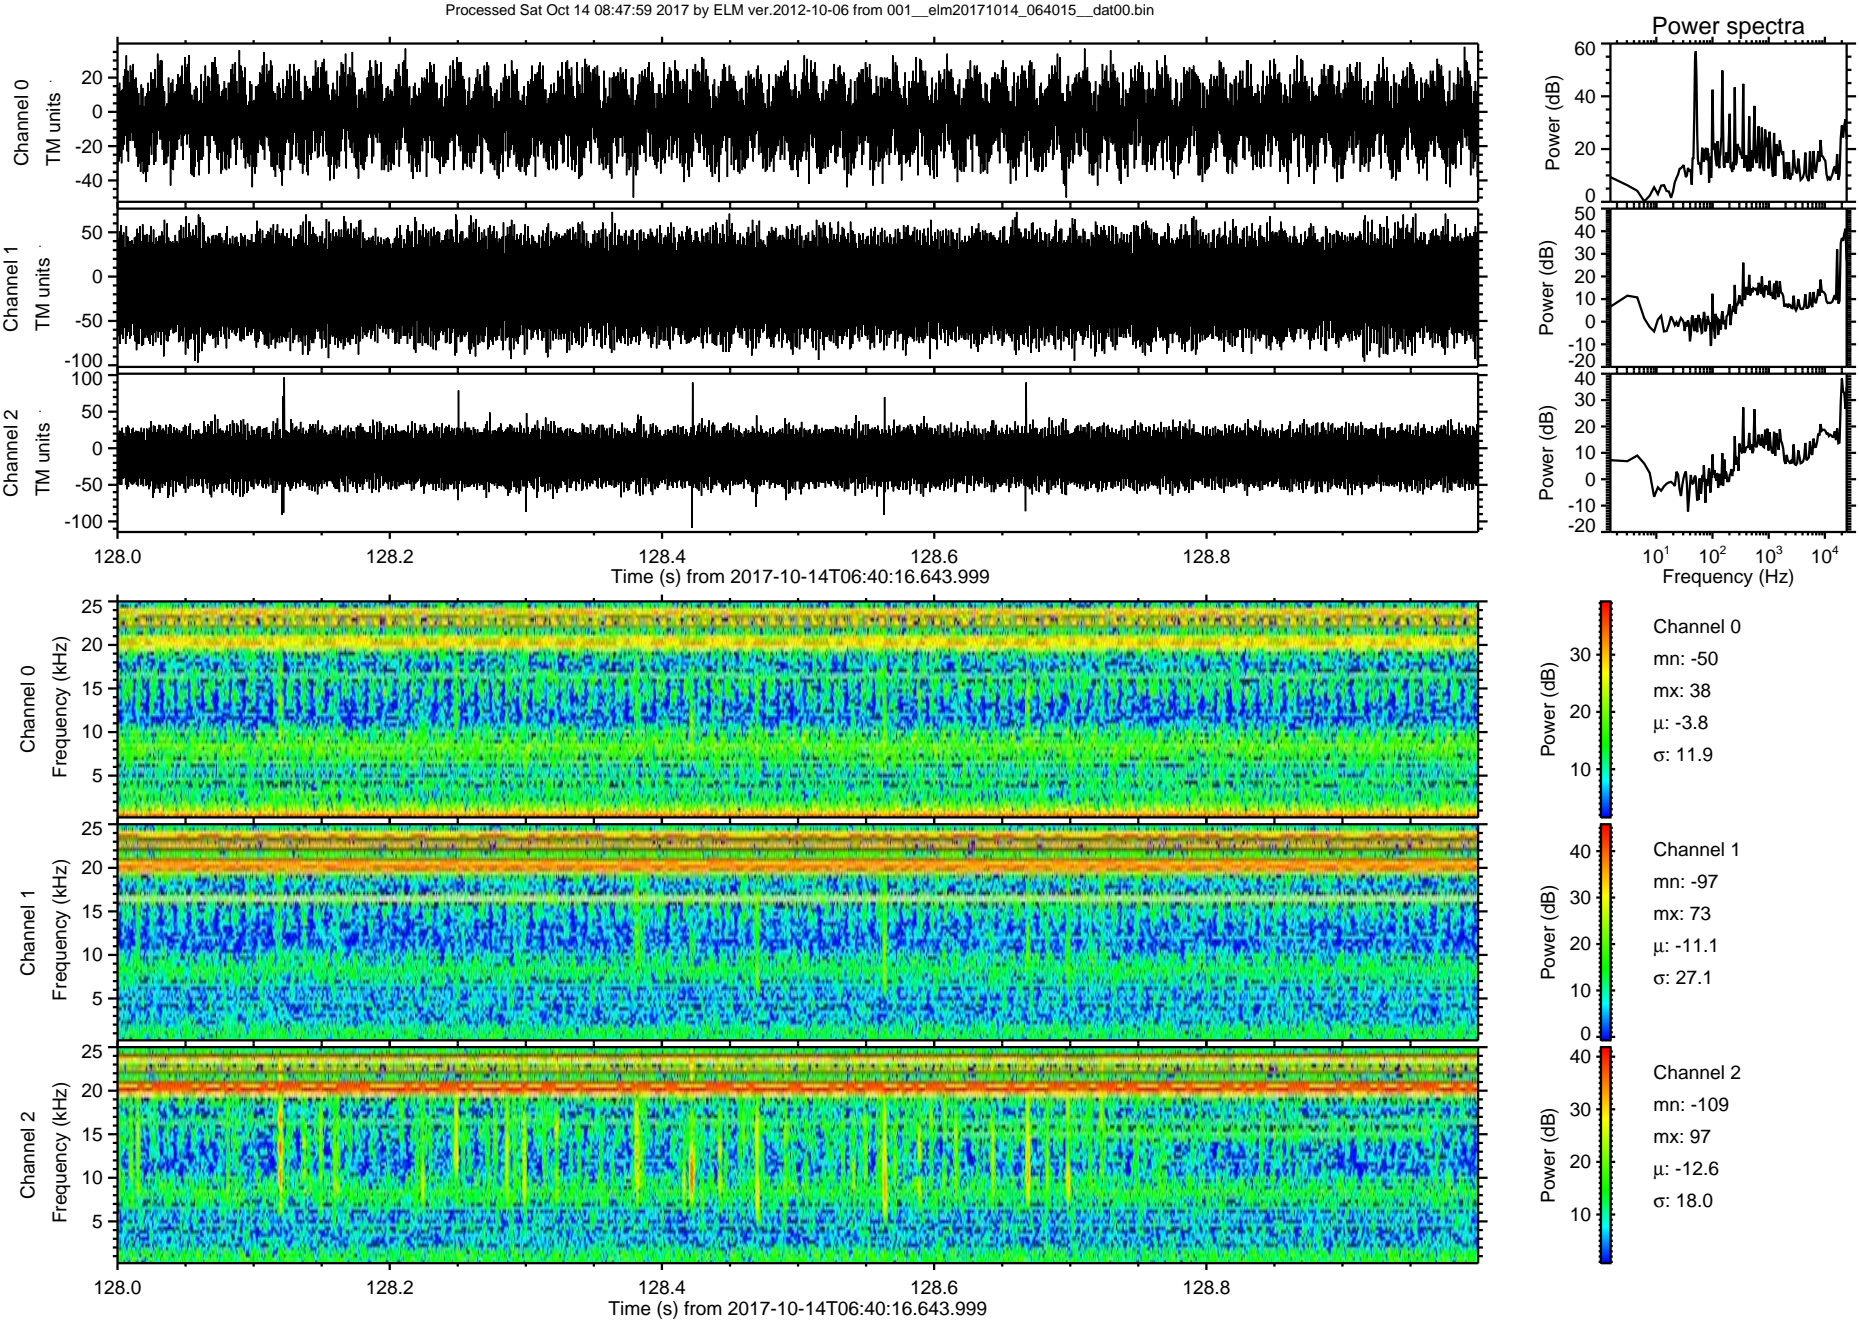 Processed Sat Oct 14 08:47:59 2017 by ELM ver.2012-10-06 from 001__elm20171014_064015__dat00.bin
Power spectra
Channel 0
TM units
20
0
-20
-40
Power (dB)
60
40
20
0
Channel 1
TM units
50
0
-50
-100
Power (dB)
50
40
30
20
10
0
-10
-20
Channel 2
TM units
100
50
0
-50
-100
Power (dB)
40
30
20
10
0
-10
-20
128.0 128.2 128.4 128.6 128.8
Time (s) from 2017-10-14T06:40:16.643.999
10¹ 10² 10³ 10⁴
Frequency (Hz)
Channel 0
Frequency (kHz)
25
20
15
10
5
Power (dB)
30
20
10
Channel 0
mn: -50
mx: 38
μ: -3.8
σ: 11.9
Channel 1
Frequency (kHz)
25
20
15
10
5
Power (dB)
40
30
20
10
0
Channel 1
mn: -97
mx: 73
μ: -11.1
σ: 27.1
Channel 2
Frequency (kHz)
25
20
15
10
5
Power (dB)
40
30
20
10
Channel 2
mn: -109
mx: 97
μ: -12.6
σ: 18.0
128.0 128.2 128.4 128.6 128.8
Time (s) from 2017-10-14T06:40:16.643.999